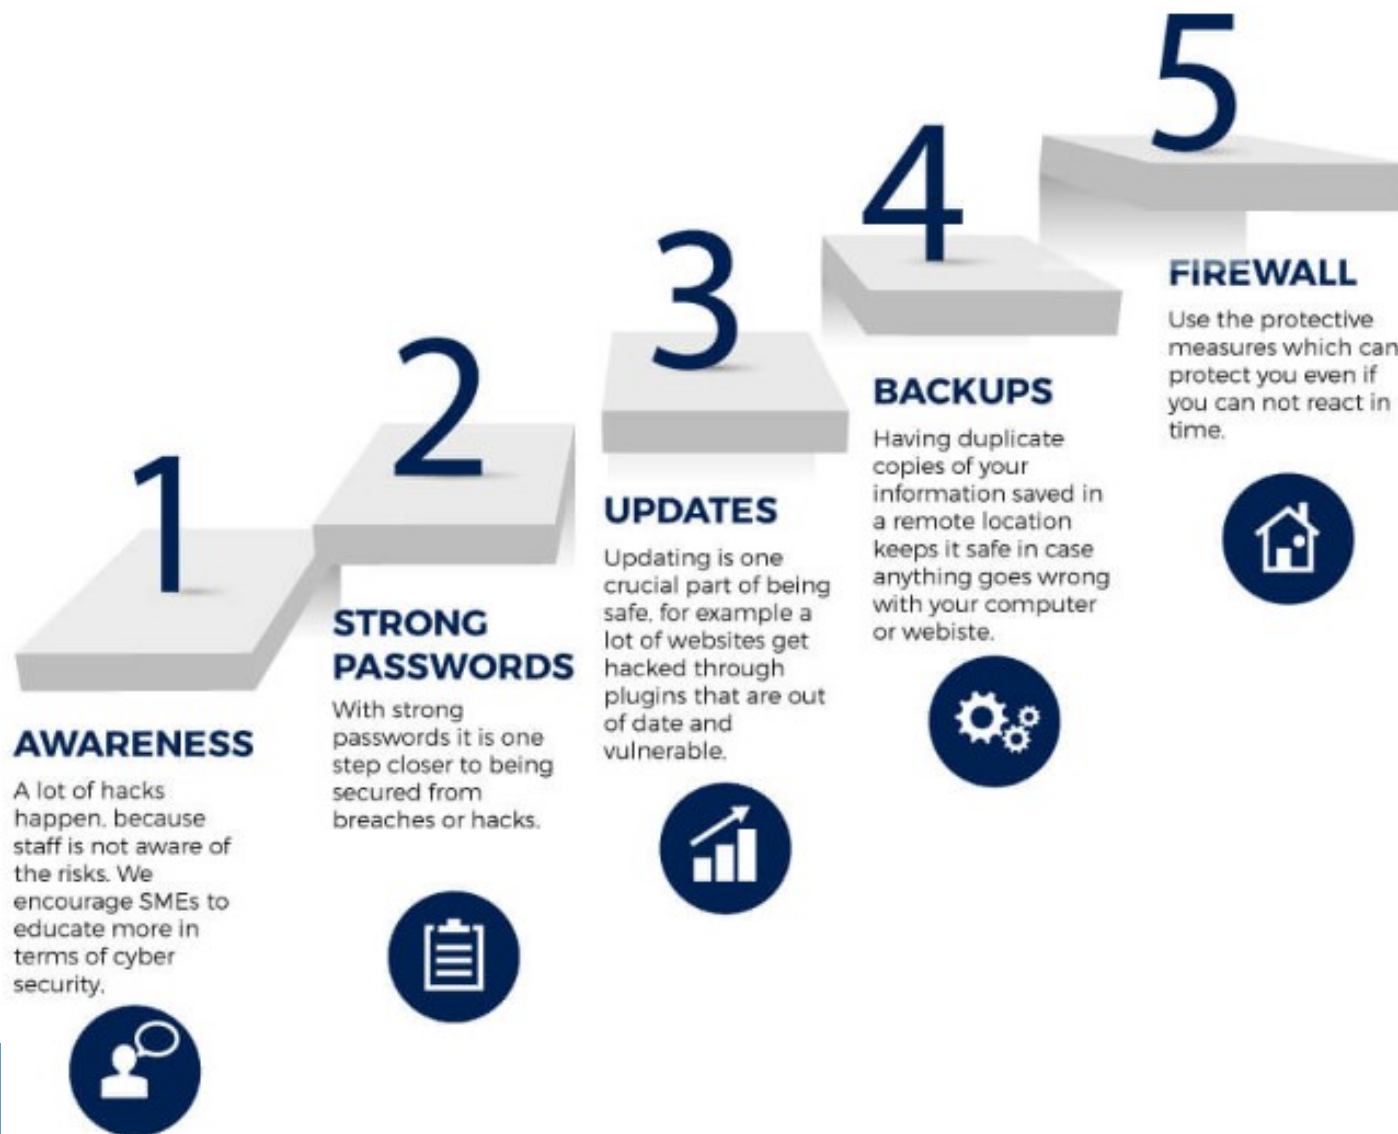 1
AWARENESS
A lot of hacks
happen, because
staff is not aware of
the risks. We
encourage SMEs to
educate more in
terms of cyber
security.
2
STRONG
PASSWORDS
With strong
passwords it is one
step closer to being
secured from
breaches or hacks.
3
UPDATES
Updating is one
crucial part of being
safe, for example a
lot of websites get
hacked through
plugins that are out
of date and
vulnerable.
4
BACKUPS
Having duplicate
copies of your
information saved in
a remote location
keeps it safe in case
anything goes wrong
with your computer
or webiste.
5
FIREWALL
Use the protective
measures which can
protect you even if
you can not react in
time.